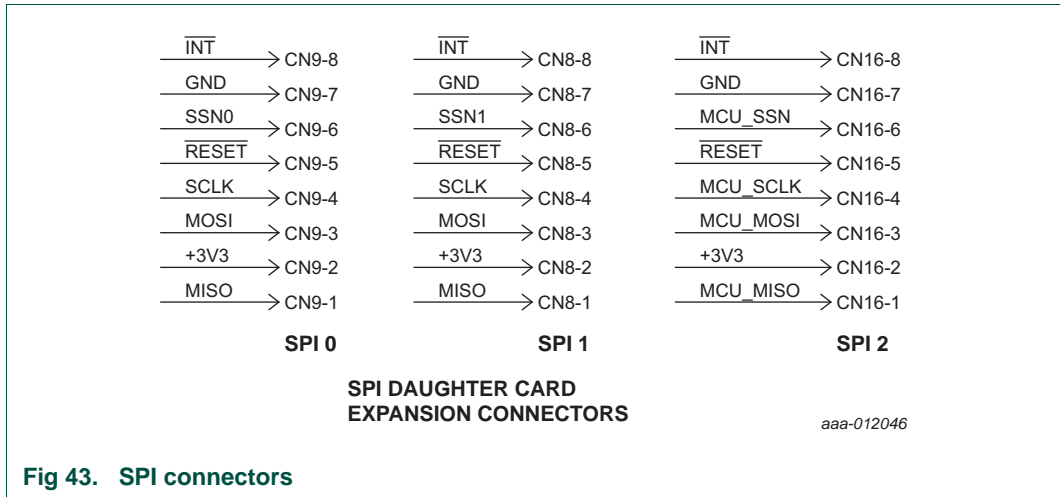 INT CN9-8 INT CN8-8 INT CN16-8
GND CN9-7 GND CN8-7 GND CN16-7
SSN0 CN9-6 SSN1 CN8-6 MCU_SSN CN16-6
RESET CN9-5 RESET CN8-5 RESET CN16-5
SCLK CN9-4 SCLK CN8-4 MCU_SCLK CN16-4
MOSI CN9-3 MOSI CN8-3 MCU_MOSI CN16-3
+3V3 CN9-2 +3V3 CN8-2 +3V3 CN16-2
MISO CN9-1 MISO CN8-1 MCU_MISO CN16-1
SPI 0 SPI 1 SPI 2
SPI DAUGHTER CARD
EXPANSION CONNECTORS
aaa-012046
Fig 43. SPI connectors